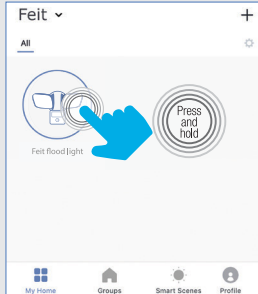 Feit
All
Press
and
hold
Feit flood light
My Home Groups Smart Scenes Profile